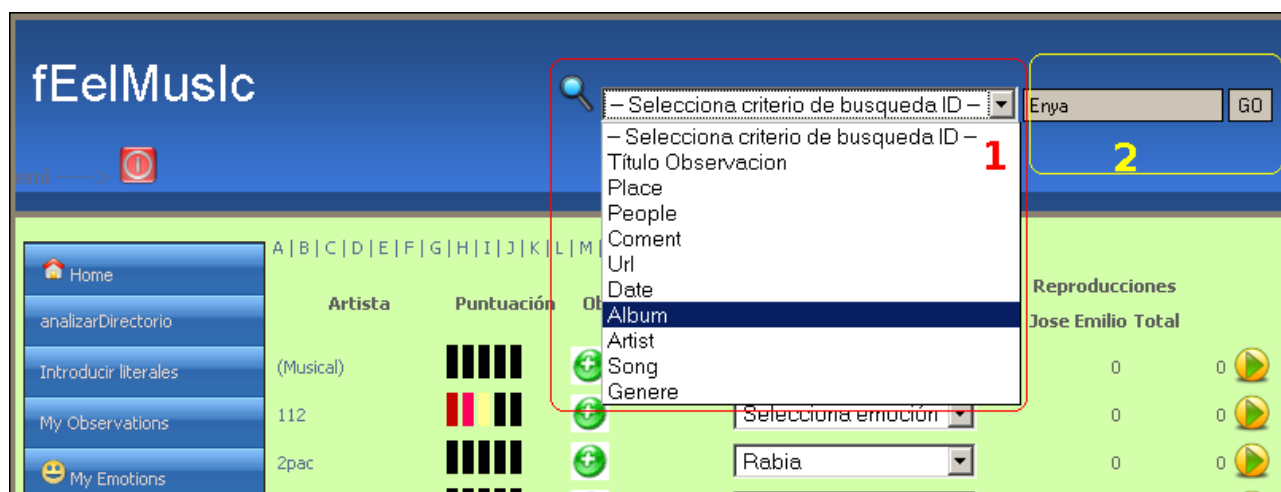 fEelMusIc
– Selecciona criterio de busqueda ID –
Enya
GO
– Selecciona criterio de busqueda ID –
Título Observacion
Place
People
Coment
Url
Date
Album
Artist
Song
Genere
1
2
A | B | C | D | E | F | G | H | I | J | K | L | M |
Home
analizarDirectorio
Introducir literales
My Observations
My Emotions
Artista Puntuación Ob
Reproducciones
Jose Emilio Total
(Musical) 0 0
112 Selecciona emoción 0 0
2pac Rabia 0 0